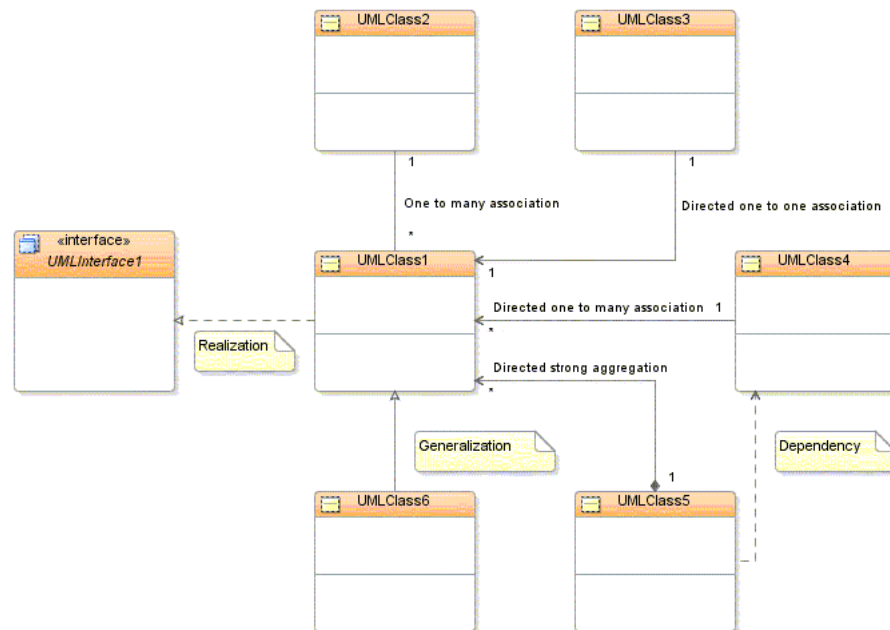 UMLClass2
UMLClass3
1
1
One to many association
Directed one to one association
*
«interface»
UMLInterface1
UMLClass1
1
UMLClass4
Directed one to many association 1
*
Realization
Directed strong aggregation
*
Generalization
Dependency
1
UMLClass6
UMLClass5